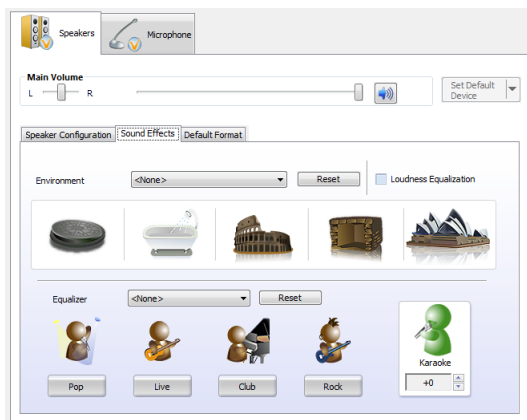 Speakers
Microphone
Main Volume
L R
Set Default
Device
Speaker Configuration Sound Effects Default Format
Environment <None> Reset Loudness Equalization
Equalizer <None> Reset
Karaoke
Pop Live Club Rock +0